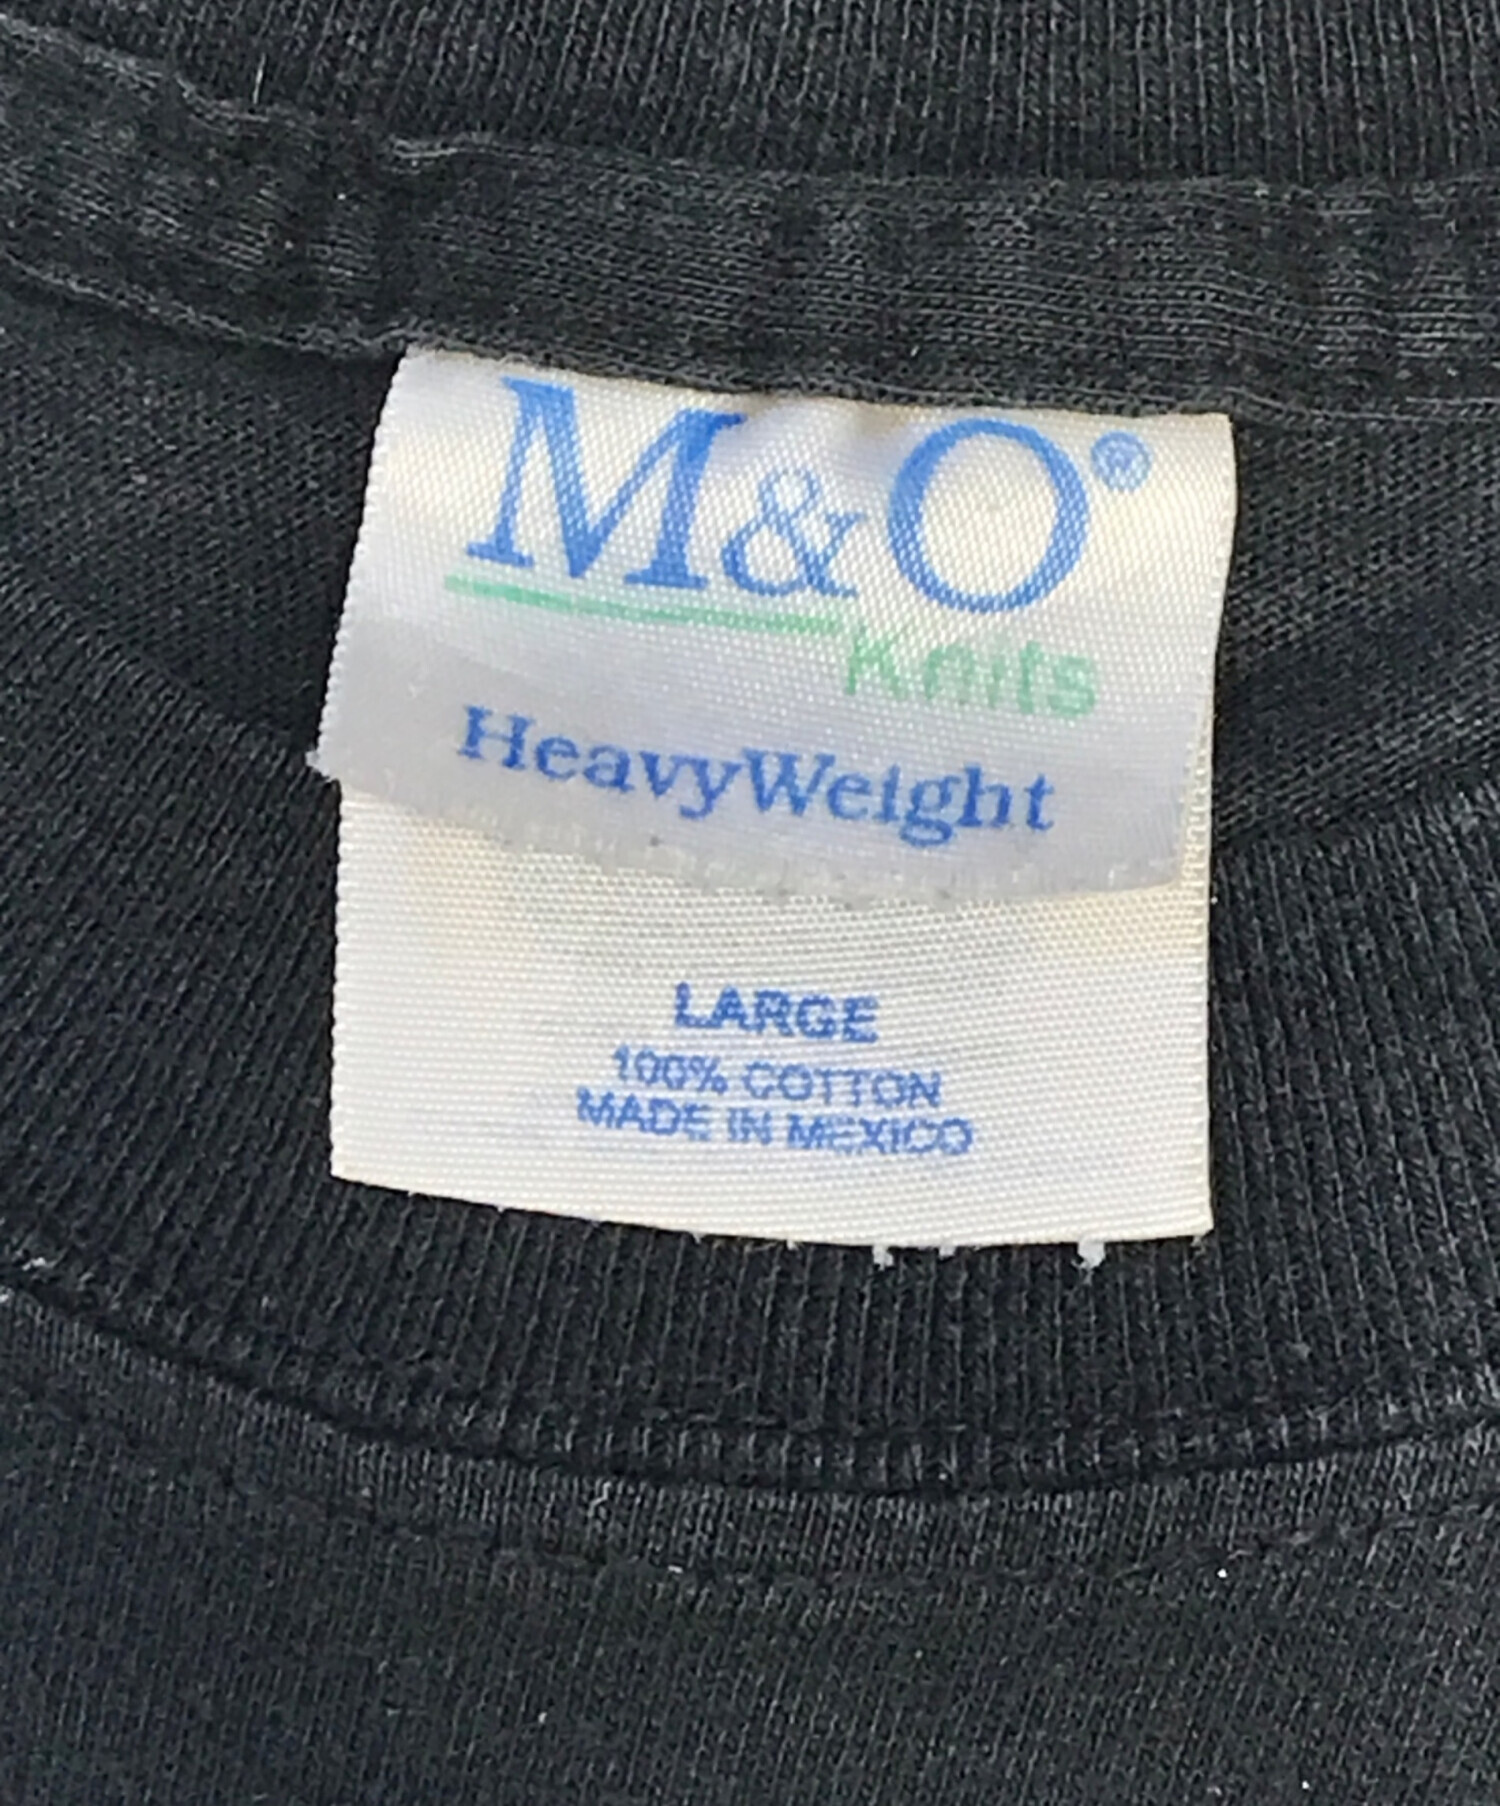 M&O®
Knits
HeavyWeight
LARGE
100% COTTON
MADE IN MEXICO